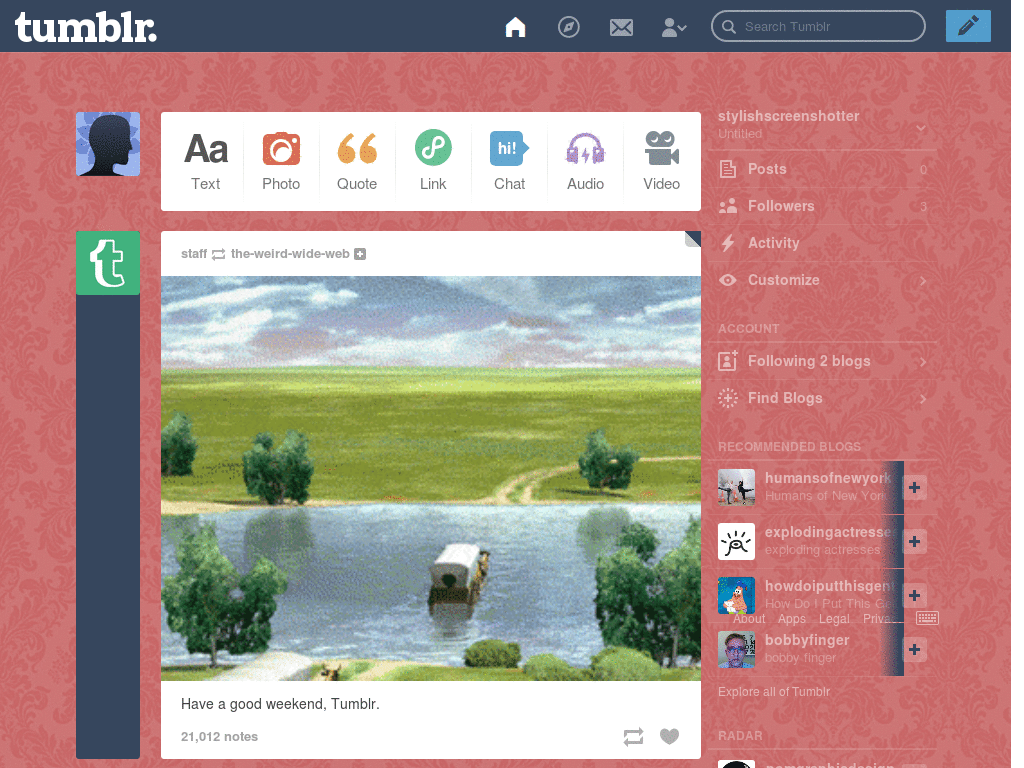 tumblr.
Search Tumblr
Aa
hi!
Text Photo Quote Link Chat Audio Video
staff the-weird-wide-web
Have a good weekend, Tumblr.
21,012 notes
stylishscreenshotter
Untitled
Posts 0
Followers 3
Activity
Customize
ACCOUNT
Following 2 blogs
Find Blogs
RECOMMENDED BLOGS
humansofnewyork
Humans of New York
explodingactresse
exploding actresses
howdoiputthisgen
How Do I Put This Ge
About Apps Legal Priva
bobbyfinger
bobby finger
Explore all of Tumblr
RADAR